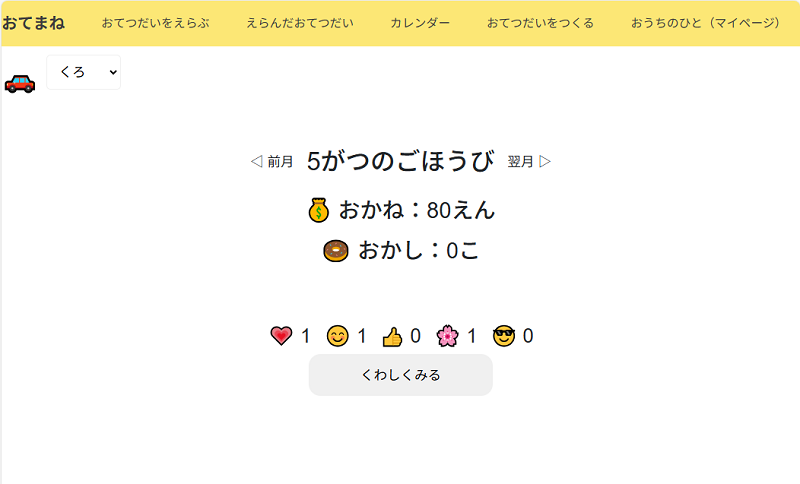 おてまね おてつだいをえらぶ えらんだおてつだい カレンダー おてつだいをつくる おうちのひと（マイページ）
くろ
◁ 前月 5がつのごほうび 翌月 ▷
おかね：80えん
おかし：0こ
1 1 0 1 0
くわしくみる